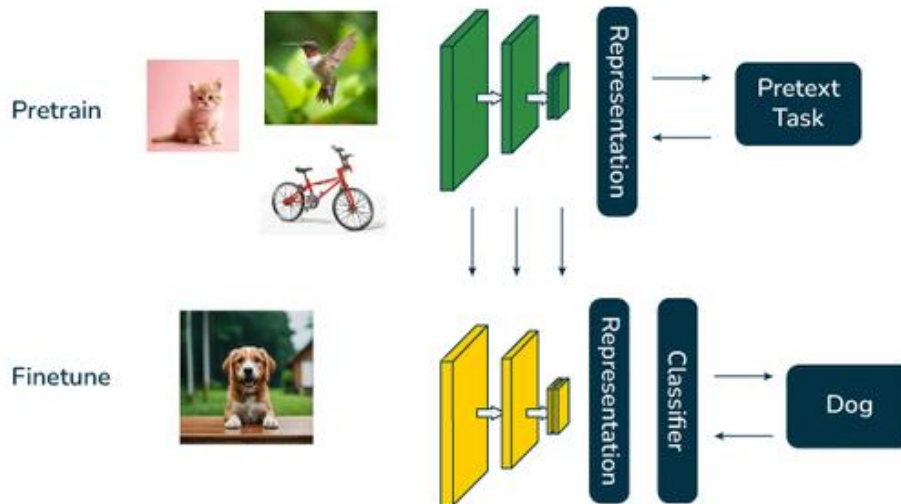 Pretrain
Representation
Pretext
Task
Finetune
Representation
Classifier
Dog